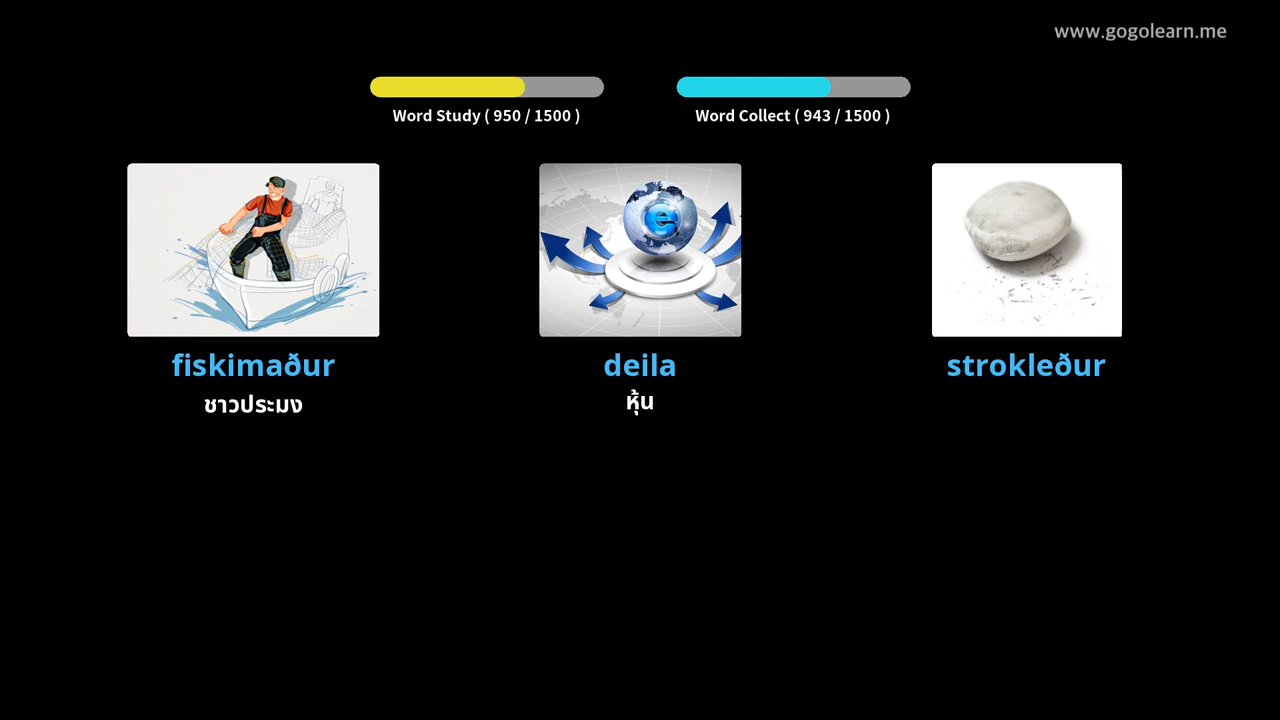 www.gogolearn.me
Word Study ( 950 / 1500 )
Word Collect ( 943 / 1500 )
e
fiskimaður
deila
strokleður
ชาวประมง
หุ้น